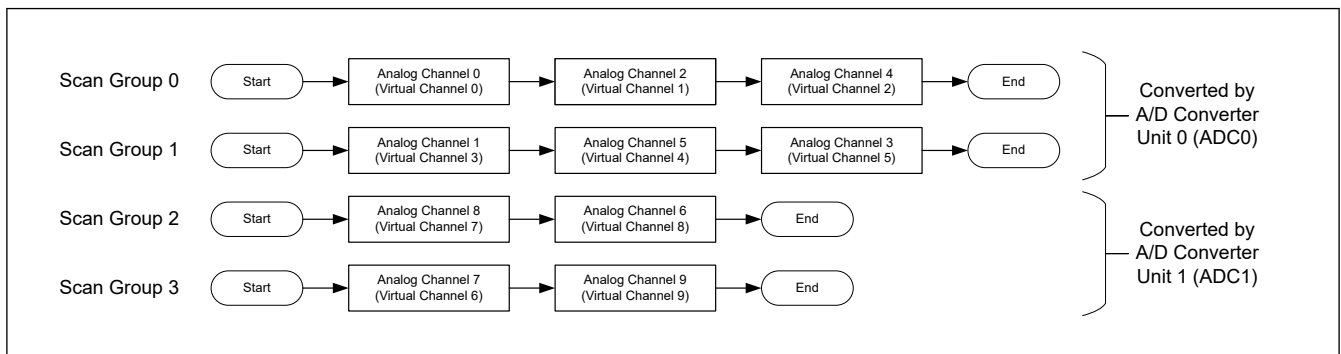 Scan Group 0
Start
Analog Channel 0
(Virtual Channel 0)
Analog Channel 2
(Virtual Channel 1)
Analog Channel 4
(Virtual Channel 2)
End
Scan Group 1
Start
Analog Channel 1
(Virtual Channel 3)
Analog Channel 5
(Virtual Channel 4)
Analog Channel 3
(Virtual Channel 5)
End
Converted by
A/D Converter
Unit 0 (ADC0)
Scan Group 2
Start
Analog Channel 8
(Virtual Channel 7)
Analog Channel 6
(Virtual Channel 8)
End
Scan Group 3
Start
Analog Channel 7
(Virtual Channel 6)
Analog Channel 9
(Virtual Channel 9)
End
Converted by
A/D Converter
Unit 1 (ADC1)